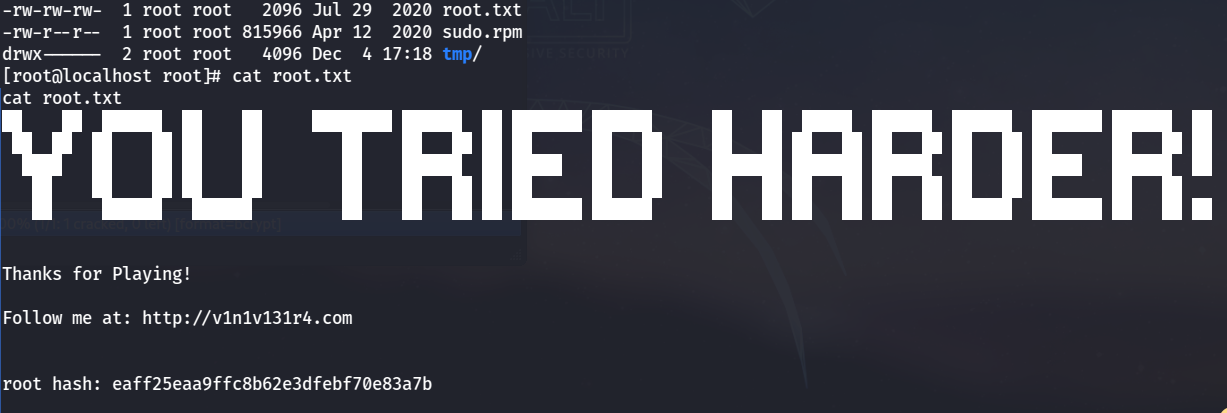 -rw-rw-rw-  1 root root   2096 Jul 29  2020 root.txt
-rw-r--r--  1 root root 815966 Apr 12  2020 sudo.rpm
drwx------  2 root root   4096 Dec  4 17:18 tmp/
[root@localhost root]# cat root.txt
cat root.txt
YOU TRIED HARDER!
Thanks for Playing!
Follow me at: http://v1n1v131r4.com
root hash: eaff25eaa9ffc8b62e3dfebf70e83a7b